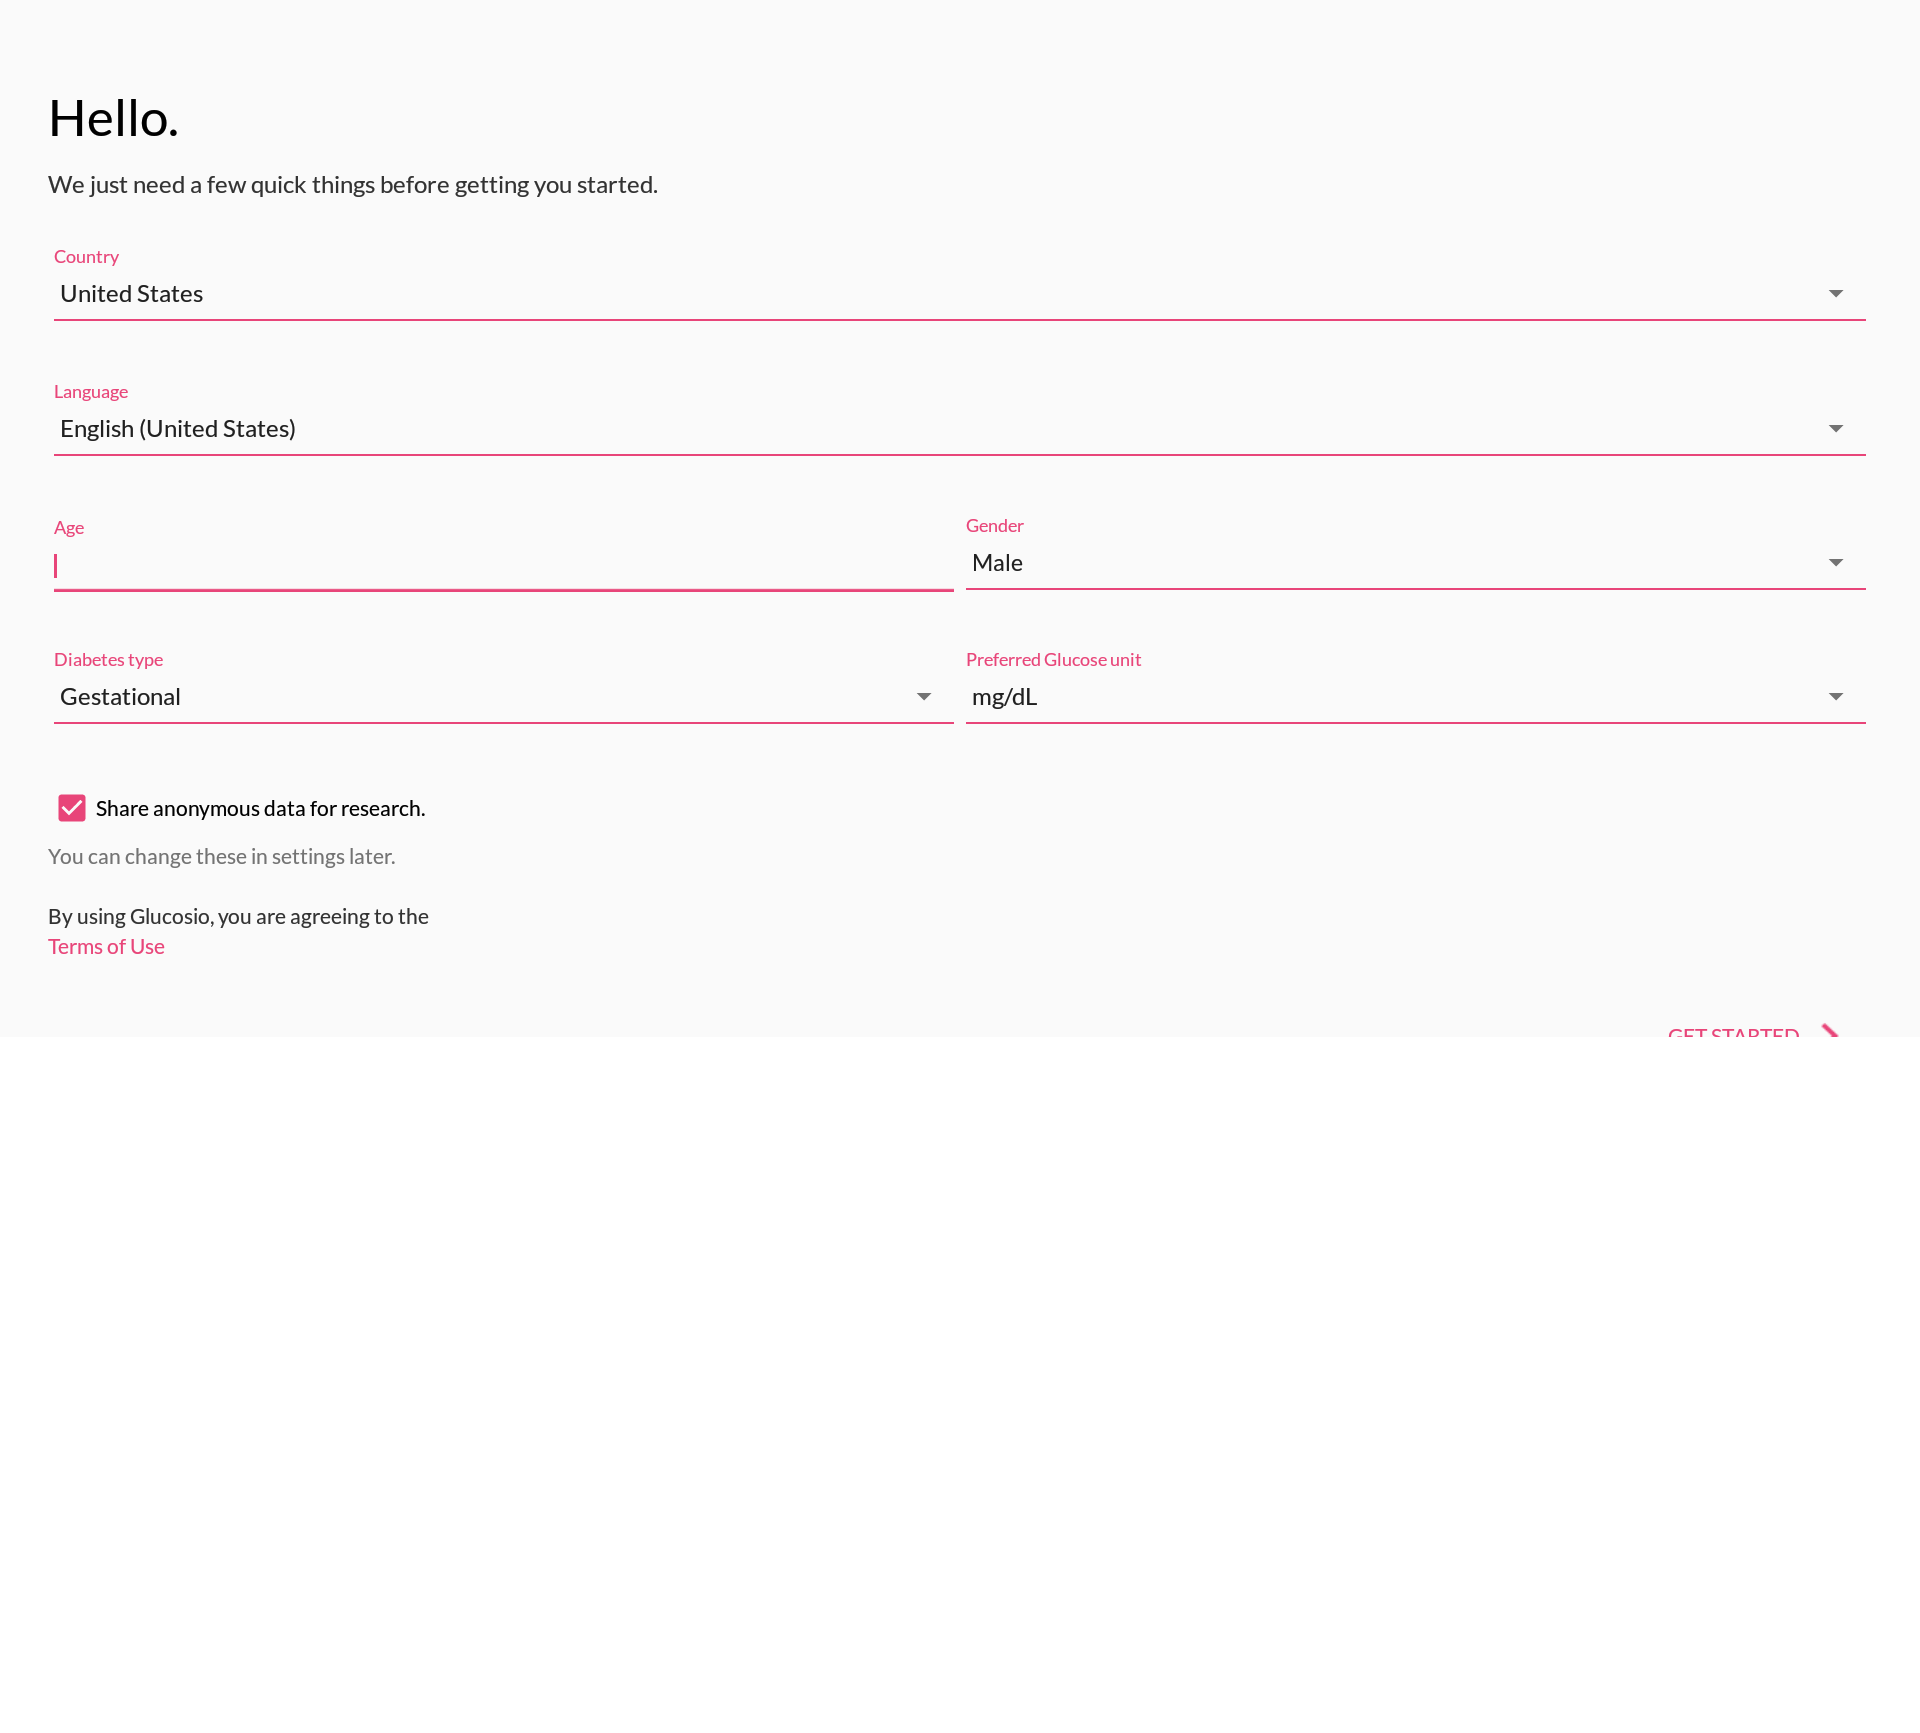 Hello.
We just need a few quick things before getting you started.
Country
United States
Language
English (United States)
Age
Gender
Male
Diabetes type
Gestational
Preferred Glucose unit
mg/dL
Share anonymous data for research.
You can change these in settings later.
By using Glucosio, you are agreeing to the
Terms of Use
GET STARTED